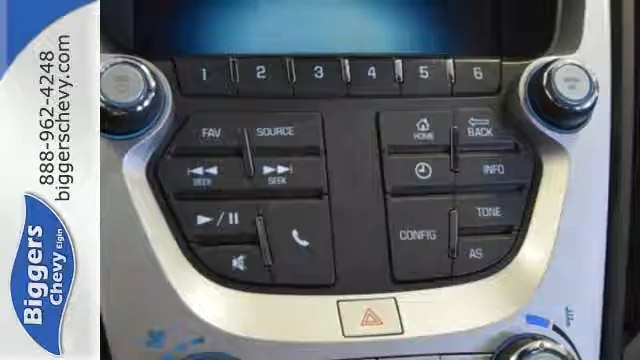 888-962-4248
biggerschevy.com
Biggers
Chevy Elgin
1 2 3 4 5 6
FAV SOURCE
HOME BACK
SEEK SEEK
INFO
CONFIG TONE
AS